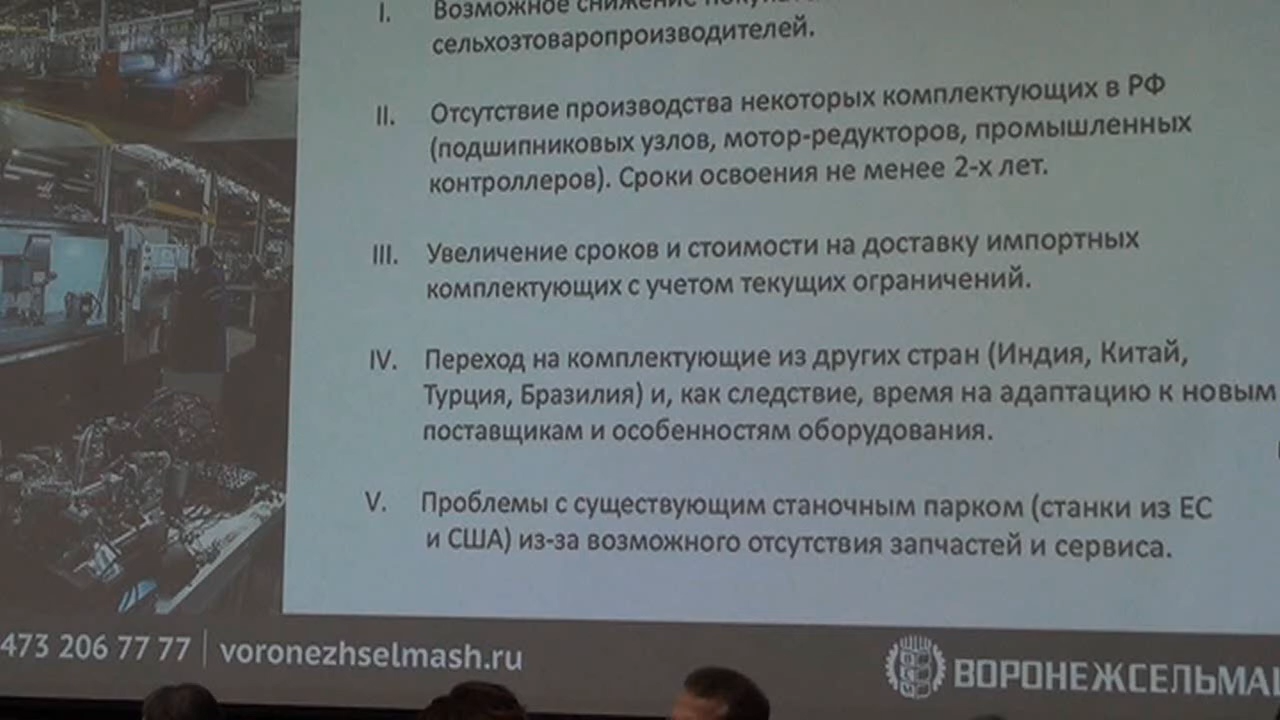 I. Возможное снижение
сельхозтоваропроизводителей.
II. Отсутствие производства некоторых комплектующих в РФ
(подшипниковых узлов, мотор-редукторов, промышленных
контроллеров). Сроки освоения не менее 2-х лет.
III. Увеличение сроков и стоимости на доставку импортных
комплектующих с учетом текущих ограничений.
IV. Переход на комплектующие из других стран (Индия, Китай,
Турция, Бразилия) и, как следствие, время на адаптацию к новым
поставщикам и особенностям оборудования.
V. Проблемы с существующим станочным парком (станки из ЕС
и США) из-за возможного отсутствия запчастей и сервиса.
473 206 77 77 | voronezhselmash.ru
ВОРОНЕЖСЕЛЬМАШ